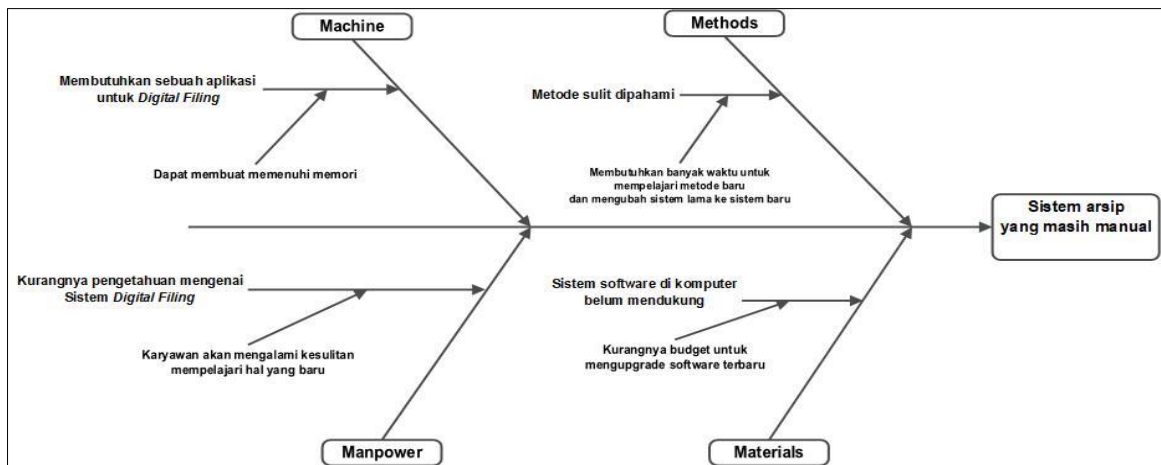 Machine
Methods
Membutuhkan sebuah aplikasi
untuk Digital Filing
Metode sulit dipahami
Dapat membuat memenuhi memori
Membutuhkan banyak waktu untuk
mempelajari metode baru
dan mengubah sistem lama ke sistem baru
Sistem arsip
yang masih manual
Kurangnya pengetahuan mengenai
Sistem Digital Filing
Sistem software di komputer
belum mendukung
Karyawan akan mengalami kesulitan
mempelajari hal yang baru
Kurangnya budget untuk
mengupgrade software terbaru
Manpower
Materials